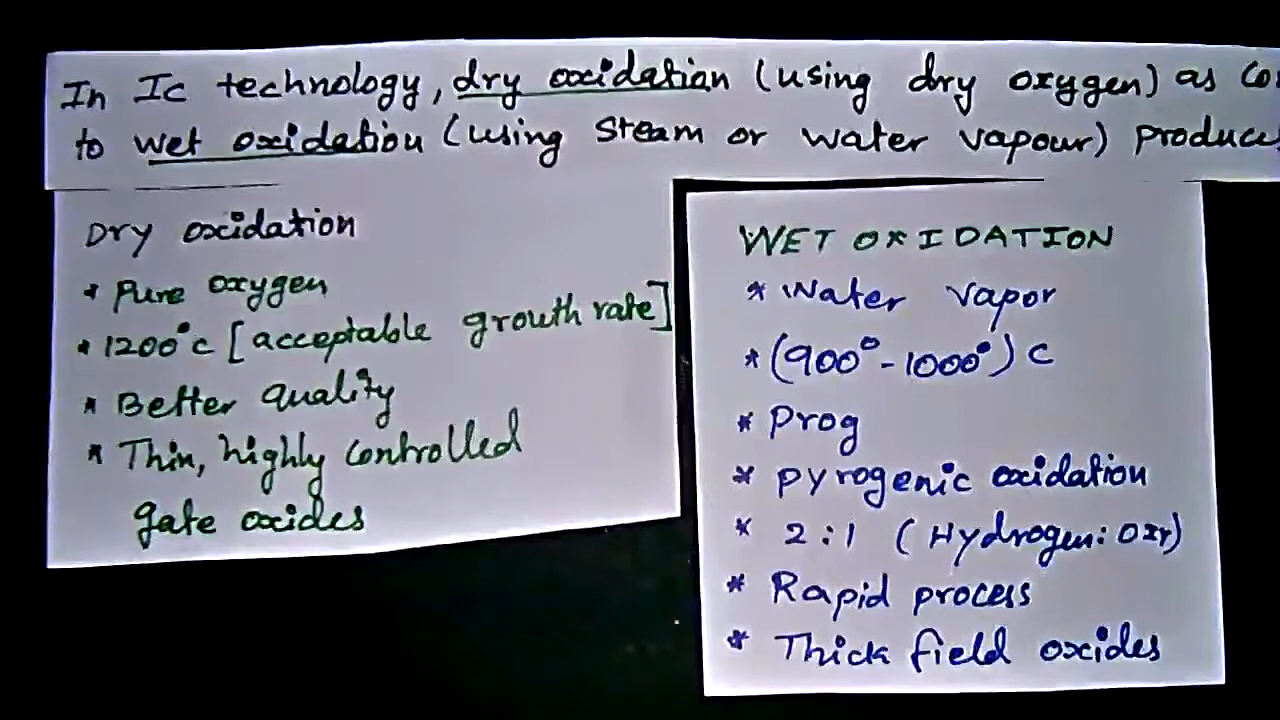 In Ic technology, dry oxidation (using dry oxygen) as
to wet oxidation (using steam or water vapour)
Dry oxidation
* Pure oxygen
* 1200°c [acceptable growth rate]
* Better quality
* Thin, highly controlled
gate oxides
WET OXIDATION
* Water vapor
* (900° - 1000°) c
* Prog
* pyrogenic oxidation
* 2:1 (Hydrogen: Oxy)
* Rapid process
* Thick field oxides